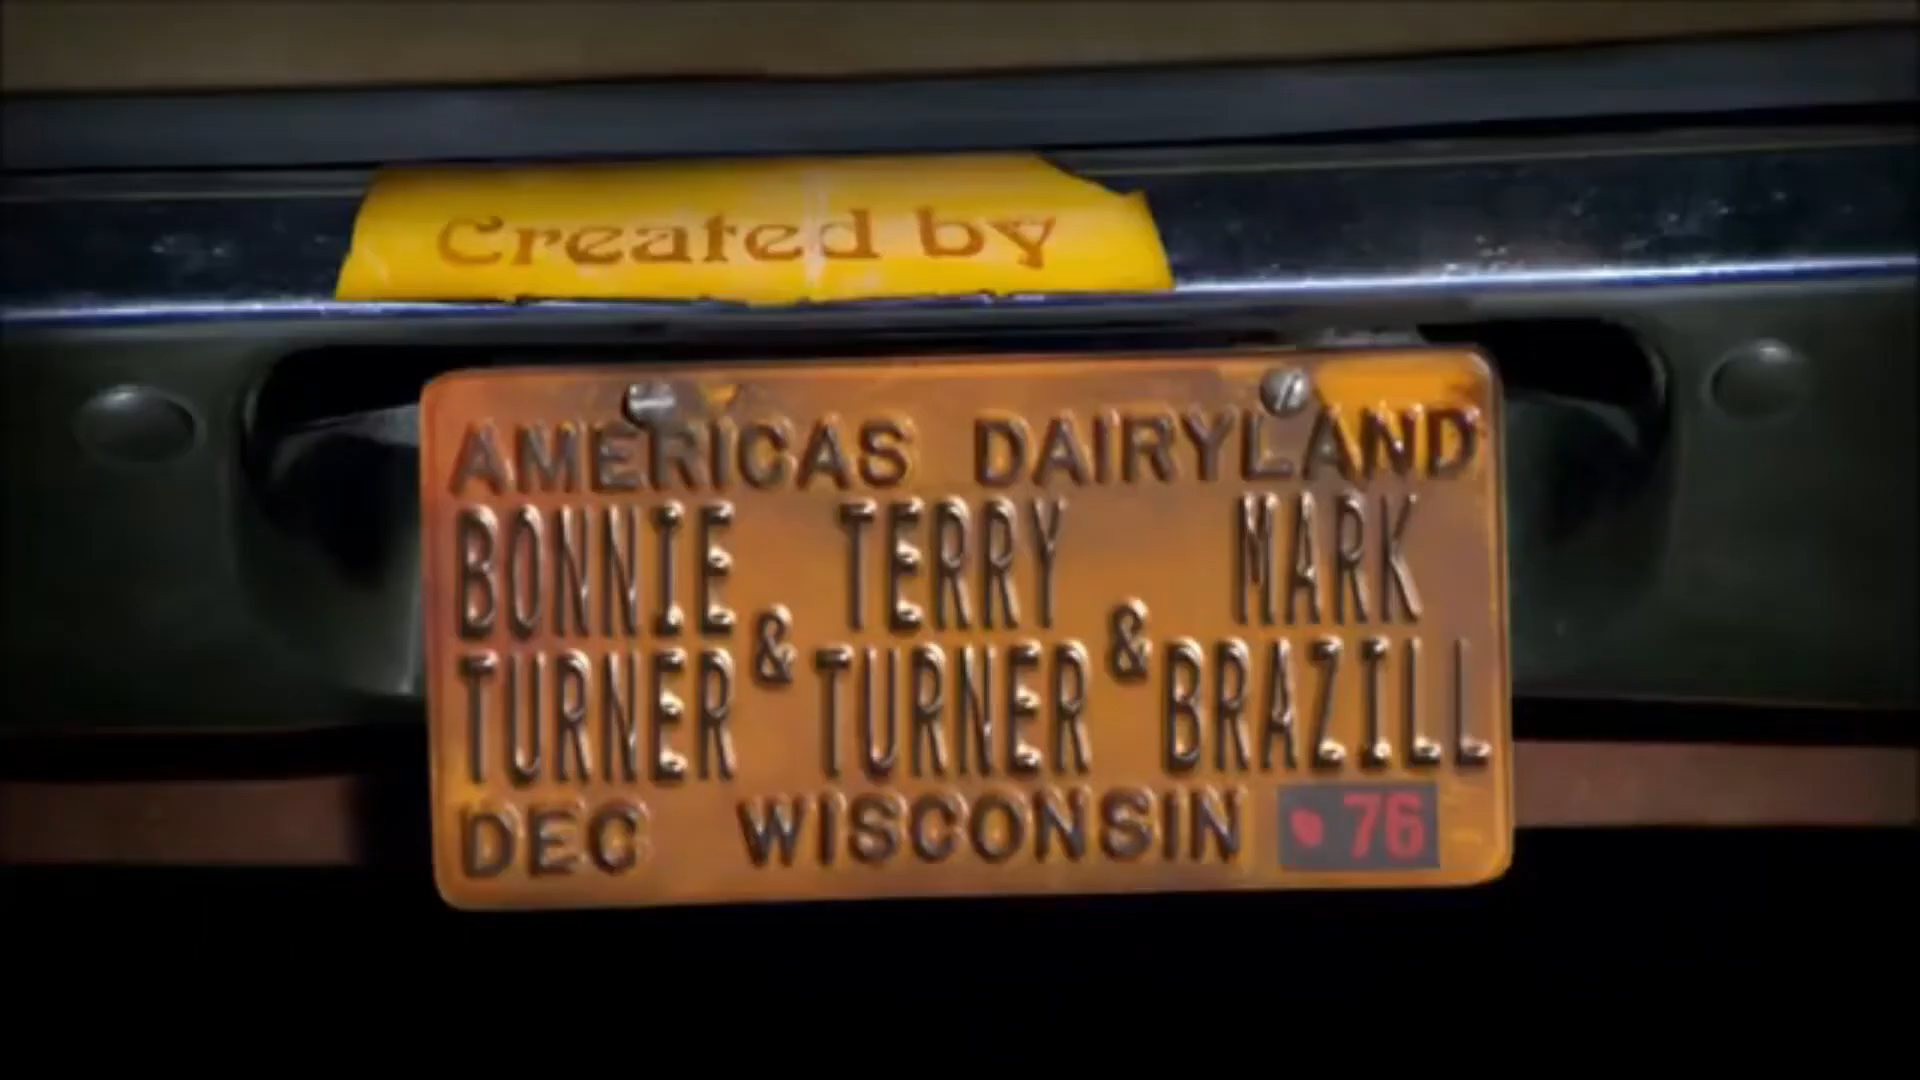 Created by
AMERICAS DAIRYLAND
BONNIE TERRY MARK
& &
TURNER TURNER BRAZILL
DEC WISCONSIN 76